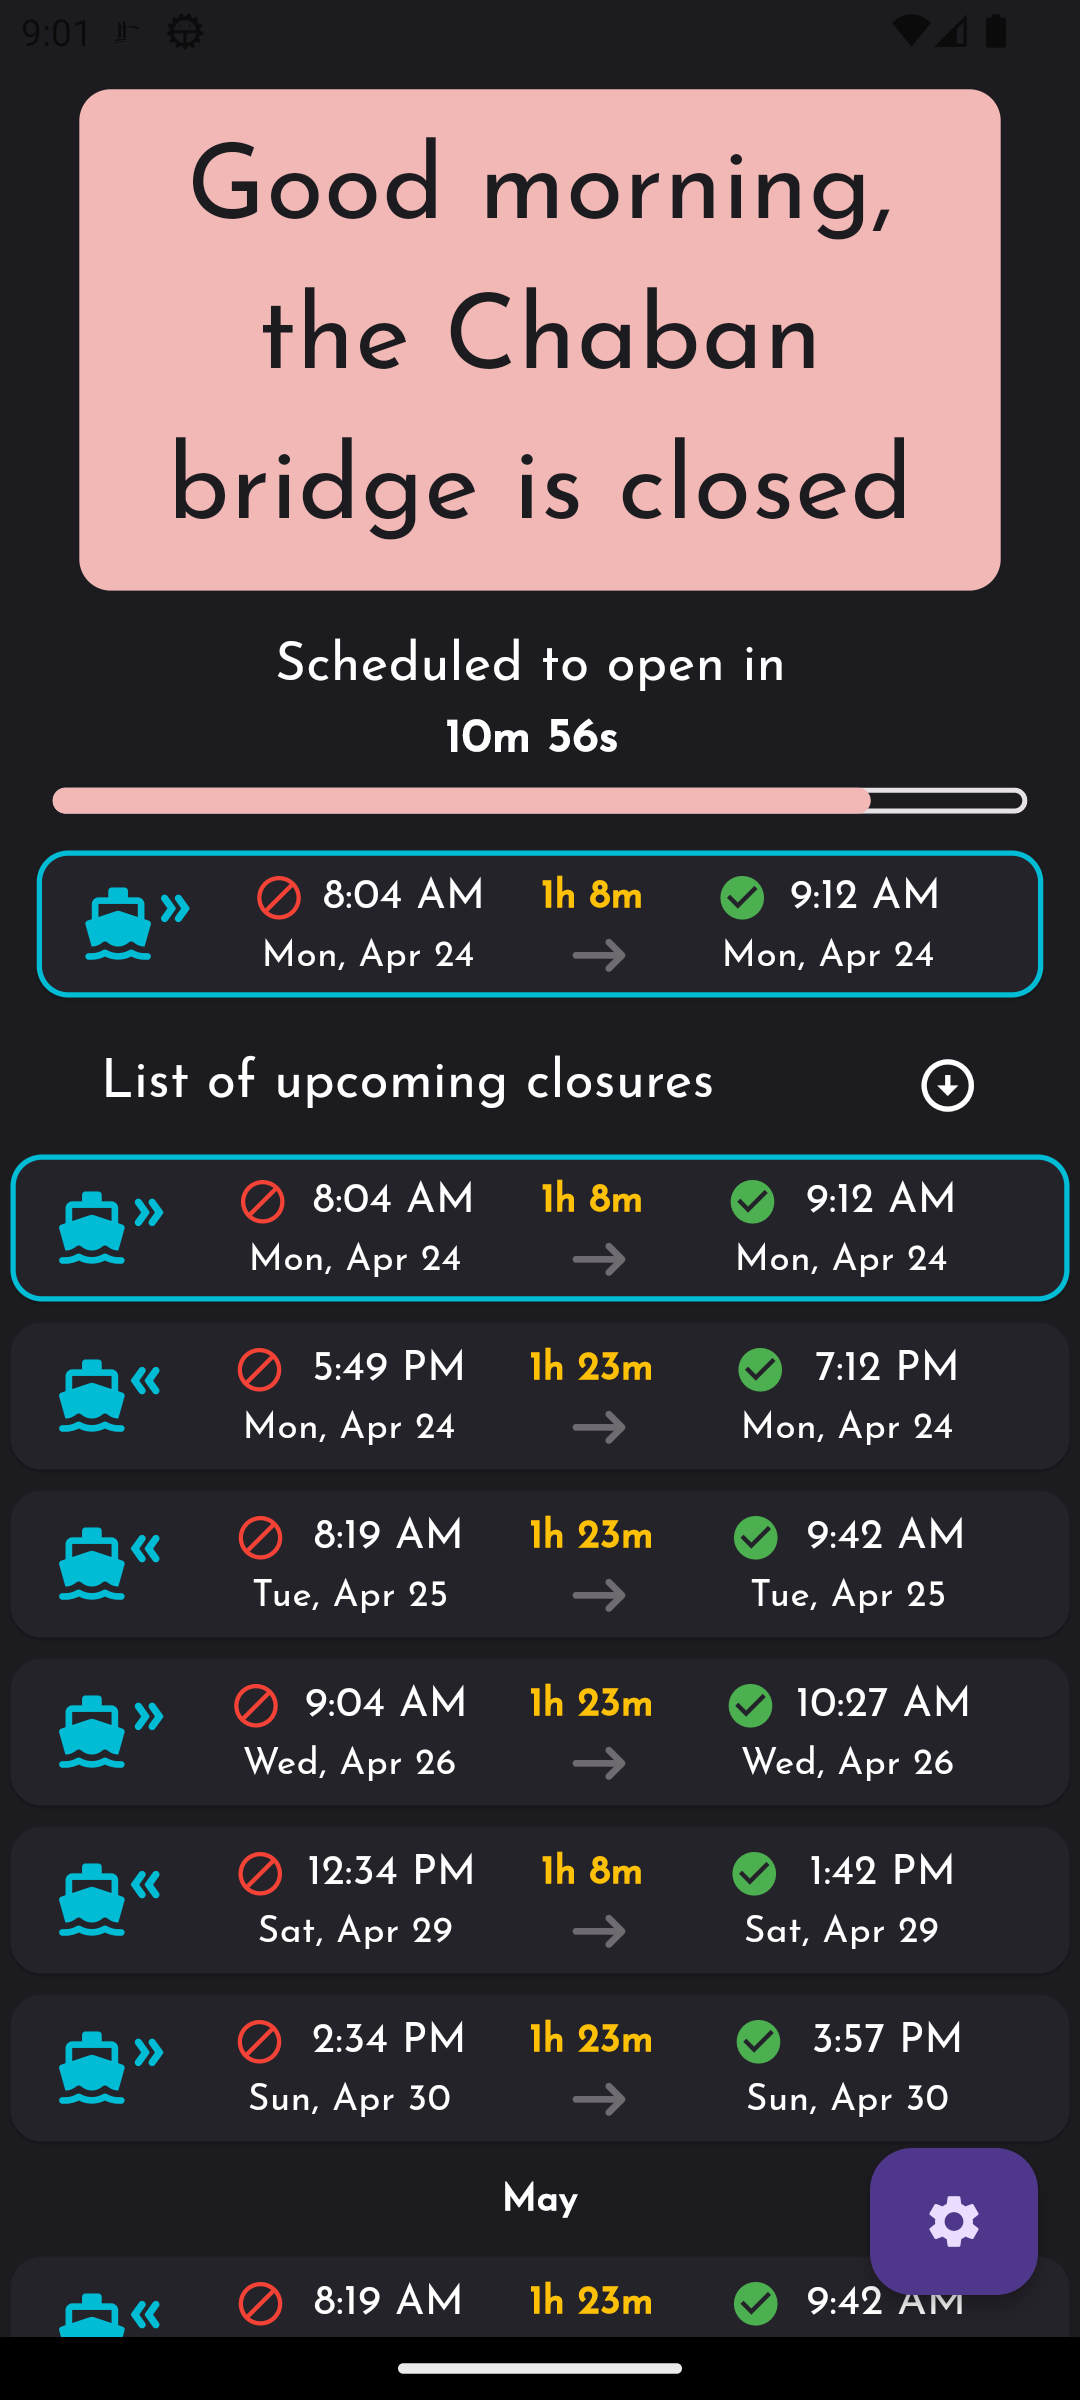 9:01
Good morning,
the Chaban
bridge is closed
Scheduled to open in
10m 56s
8:04 AM 1h 8m 9:12 AM
Mon, Apr 24 Mon, Apr 24
List of upcoming closures
8:04 AM 1h 8m 9:12 AM
Mon, Apr 24 Mon, Apr 24
5:49 PM 1h 23m 7:12 PM
Mon, Apr 24 Mon, Apr 24
8:19 AM 1h 23m 9:42 AM
Tue, Apr 25 Tue, Apr 25
9:04 AM 1h 23m 10:27 AM
Wed, Apr 26 Wed, Apr 26
12:34 PM 1h 8m 1:42 PM
Sat, Apr 29 Sat, Apr 29
2:34 PM 1h 23m 3:57 PM
Sun, Apr 30 Sun, Apr 30
May
8:19 AM 1h 23m 9:42 AM